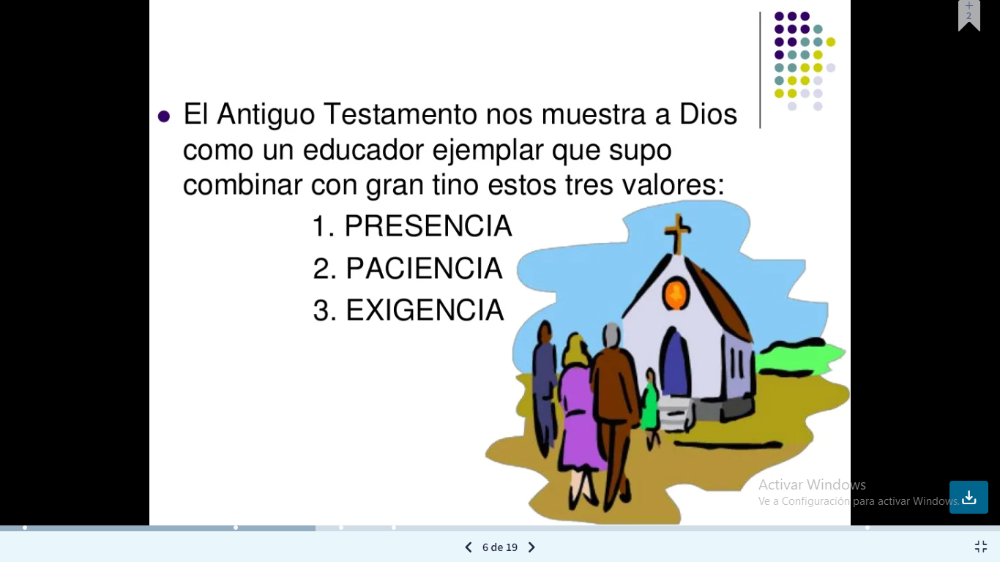 +
2
El Antiguo Testamento nos muestra a Dios
como un educador ejemplar que supo
combinar con gran tino estos tres valores:
1. PRESENCIA
2. PACIENCIA
3. EXIGENCIA
Activar Windows
Ve a Configuración para activar Windows.
6 de 19